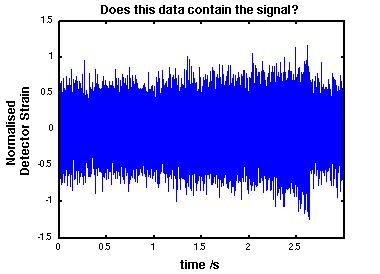 Does this data contain the signal?
1.5
1
0.5
0
-0.5
-1
-1.5
Normalised
Detector Strain
0 0.5 1 1.5 2 2.5
time /s